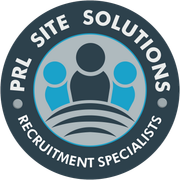 PRL SITE SOLUTIONS
RECRUITMENT SPECIALISTS